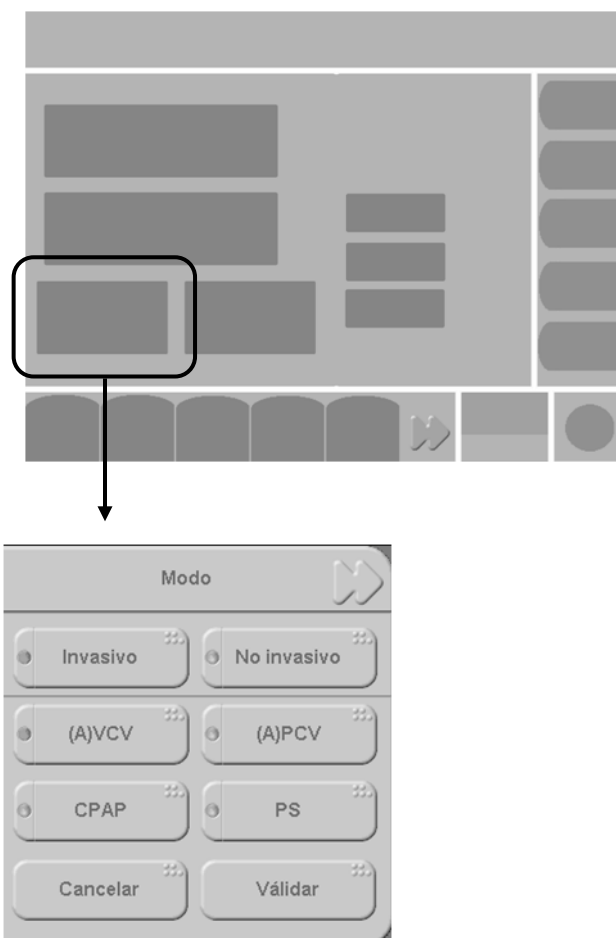 Modo
Invasivo No invasivo
(A)VCV (A)PCV
CPAP PS
Cancelar Válidar